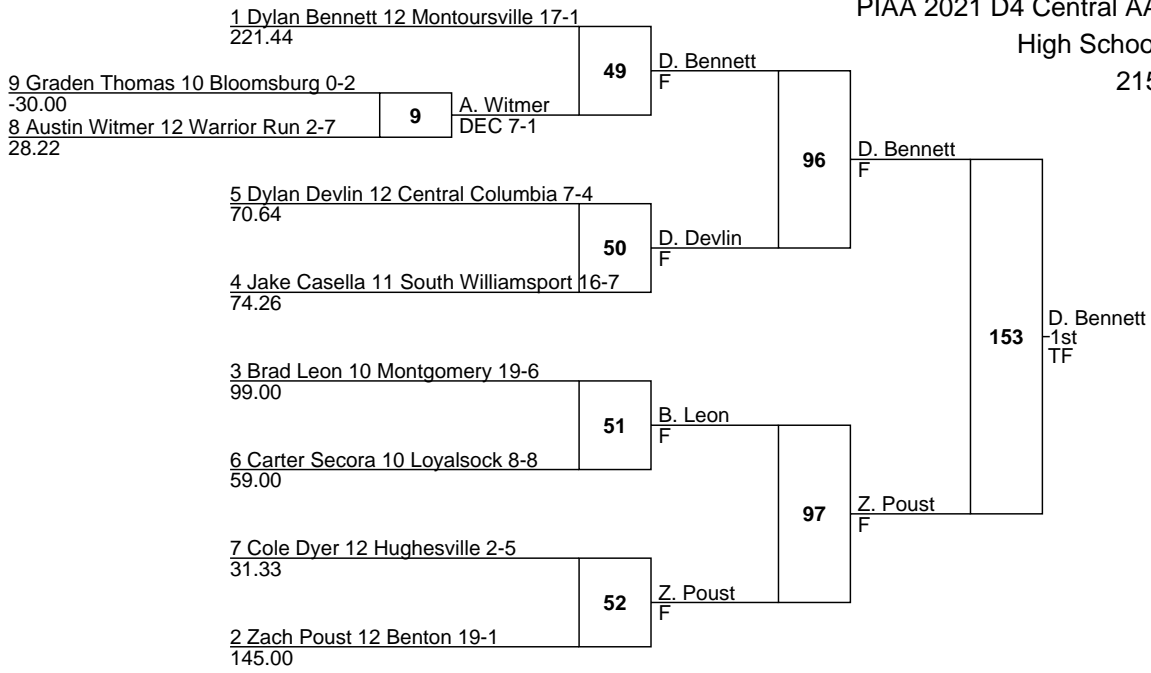 PIAA 2021 D4 Central AA
High School
215
1 Dylan Bennett 12 Montoursville 17-1
221.44
9 Graden Thomas 10 Bloomsburg 0-2
-30.00
8 Austin Witmer 12 Warrior Run 2-7
28.22
9
A. Witmer
DEC 7-1
49
D. Bennett
F
5 Dylan Devlin 12 Central Columbia 7-4
70.64
4 Jake Casella 11 South Williamsport 16-7
74.26
50
D. Devlin
F
96
D. Bennett
F
3 Brad Leon 10 Montgomery 19-6
99.00
6 Carter Secora 10 Loyalsock 8-8
59.00
51
B. Leon
F
7 Cole Dyer 12 Hughesville 2-5
31.33
2 Zach Poust 12 Benton 19-1
145.00
52
Z. Poust
F
97
Z. Poust
F
153
D. Bennett
1st
TF